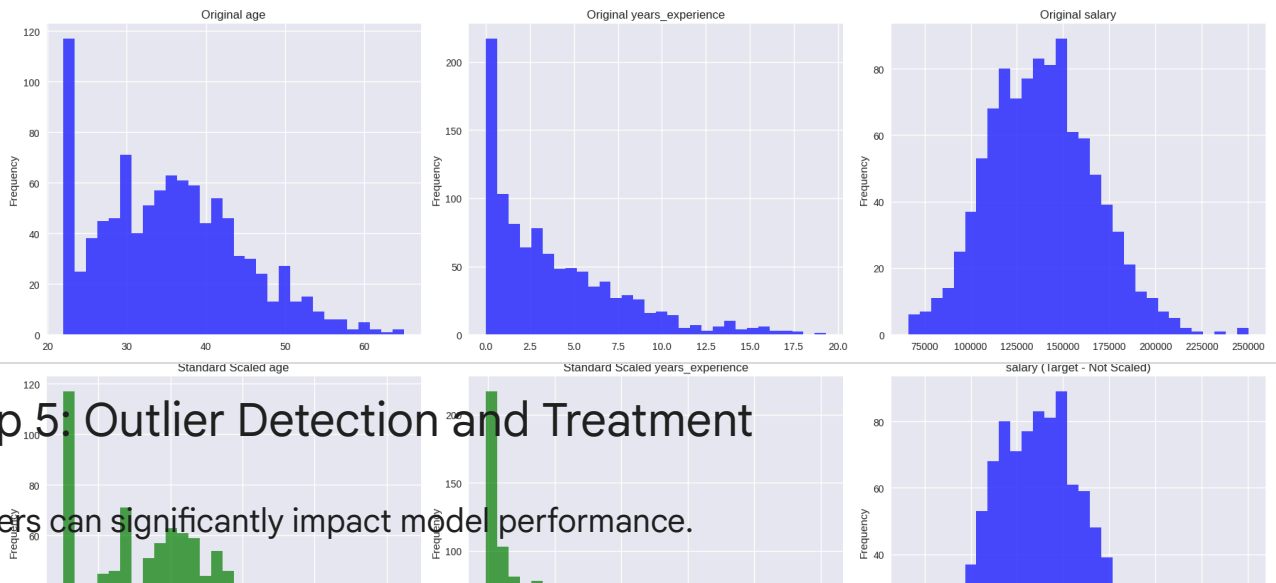 Original age
Original years_experience
Original salary
120
100
80
60
40
20
0
Frequency
20 30 40 50 60
200
150
100
50
0
Frequency
0.0 2.5 5.0 7.5 10.0 12.5 15.0 17.5 20.0
80
60
40
20
0
Frequency
75000 100000 125000 150000 175000 200000 225000 250000
Standard Scaled age
Standard Scaled years_experience
salary (Target - Not Scaled)
120
100
80
60
Frequency
200
150
100
Frequency
80
60
40
Frequency
p 5: Outlier Detection and Treatment
ers can significantly impact model performance.